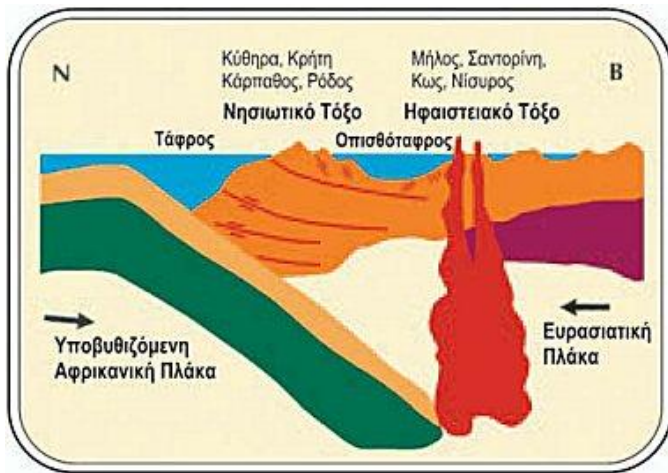 Ν
Κύθηρα, Κρήτη
Κάρπαθος, Ρόδος
Νησιωτικό Τόξο
Μήλος, Σαντορίνη,
Κως, Νίσυρος
Ηφαιστειακό Τόξο
Β
Τάφρος
Οπισθόταφρος
Υποβυθιζόμενη
Αφρικανική Πλάκα
Ευρασιατική
Πλάκα